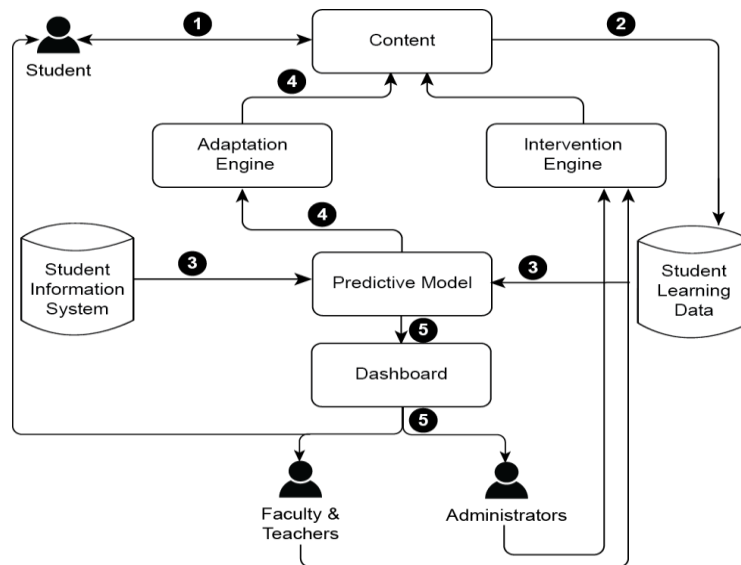 1
2
Content
Student
4
Adaptation
Engine
Intervention
Engine
4
Student
Information
System
3
Predictive Model
3
Student
Learning
Data
5
Dashboard
5
Faculty &
Teachers
Administrators